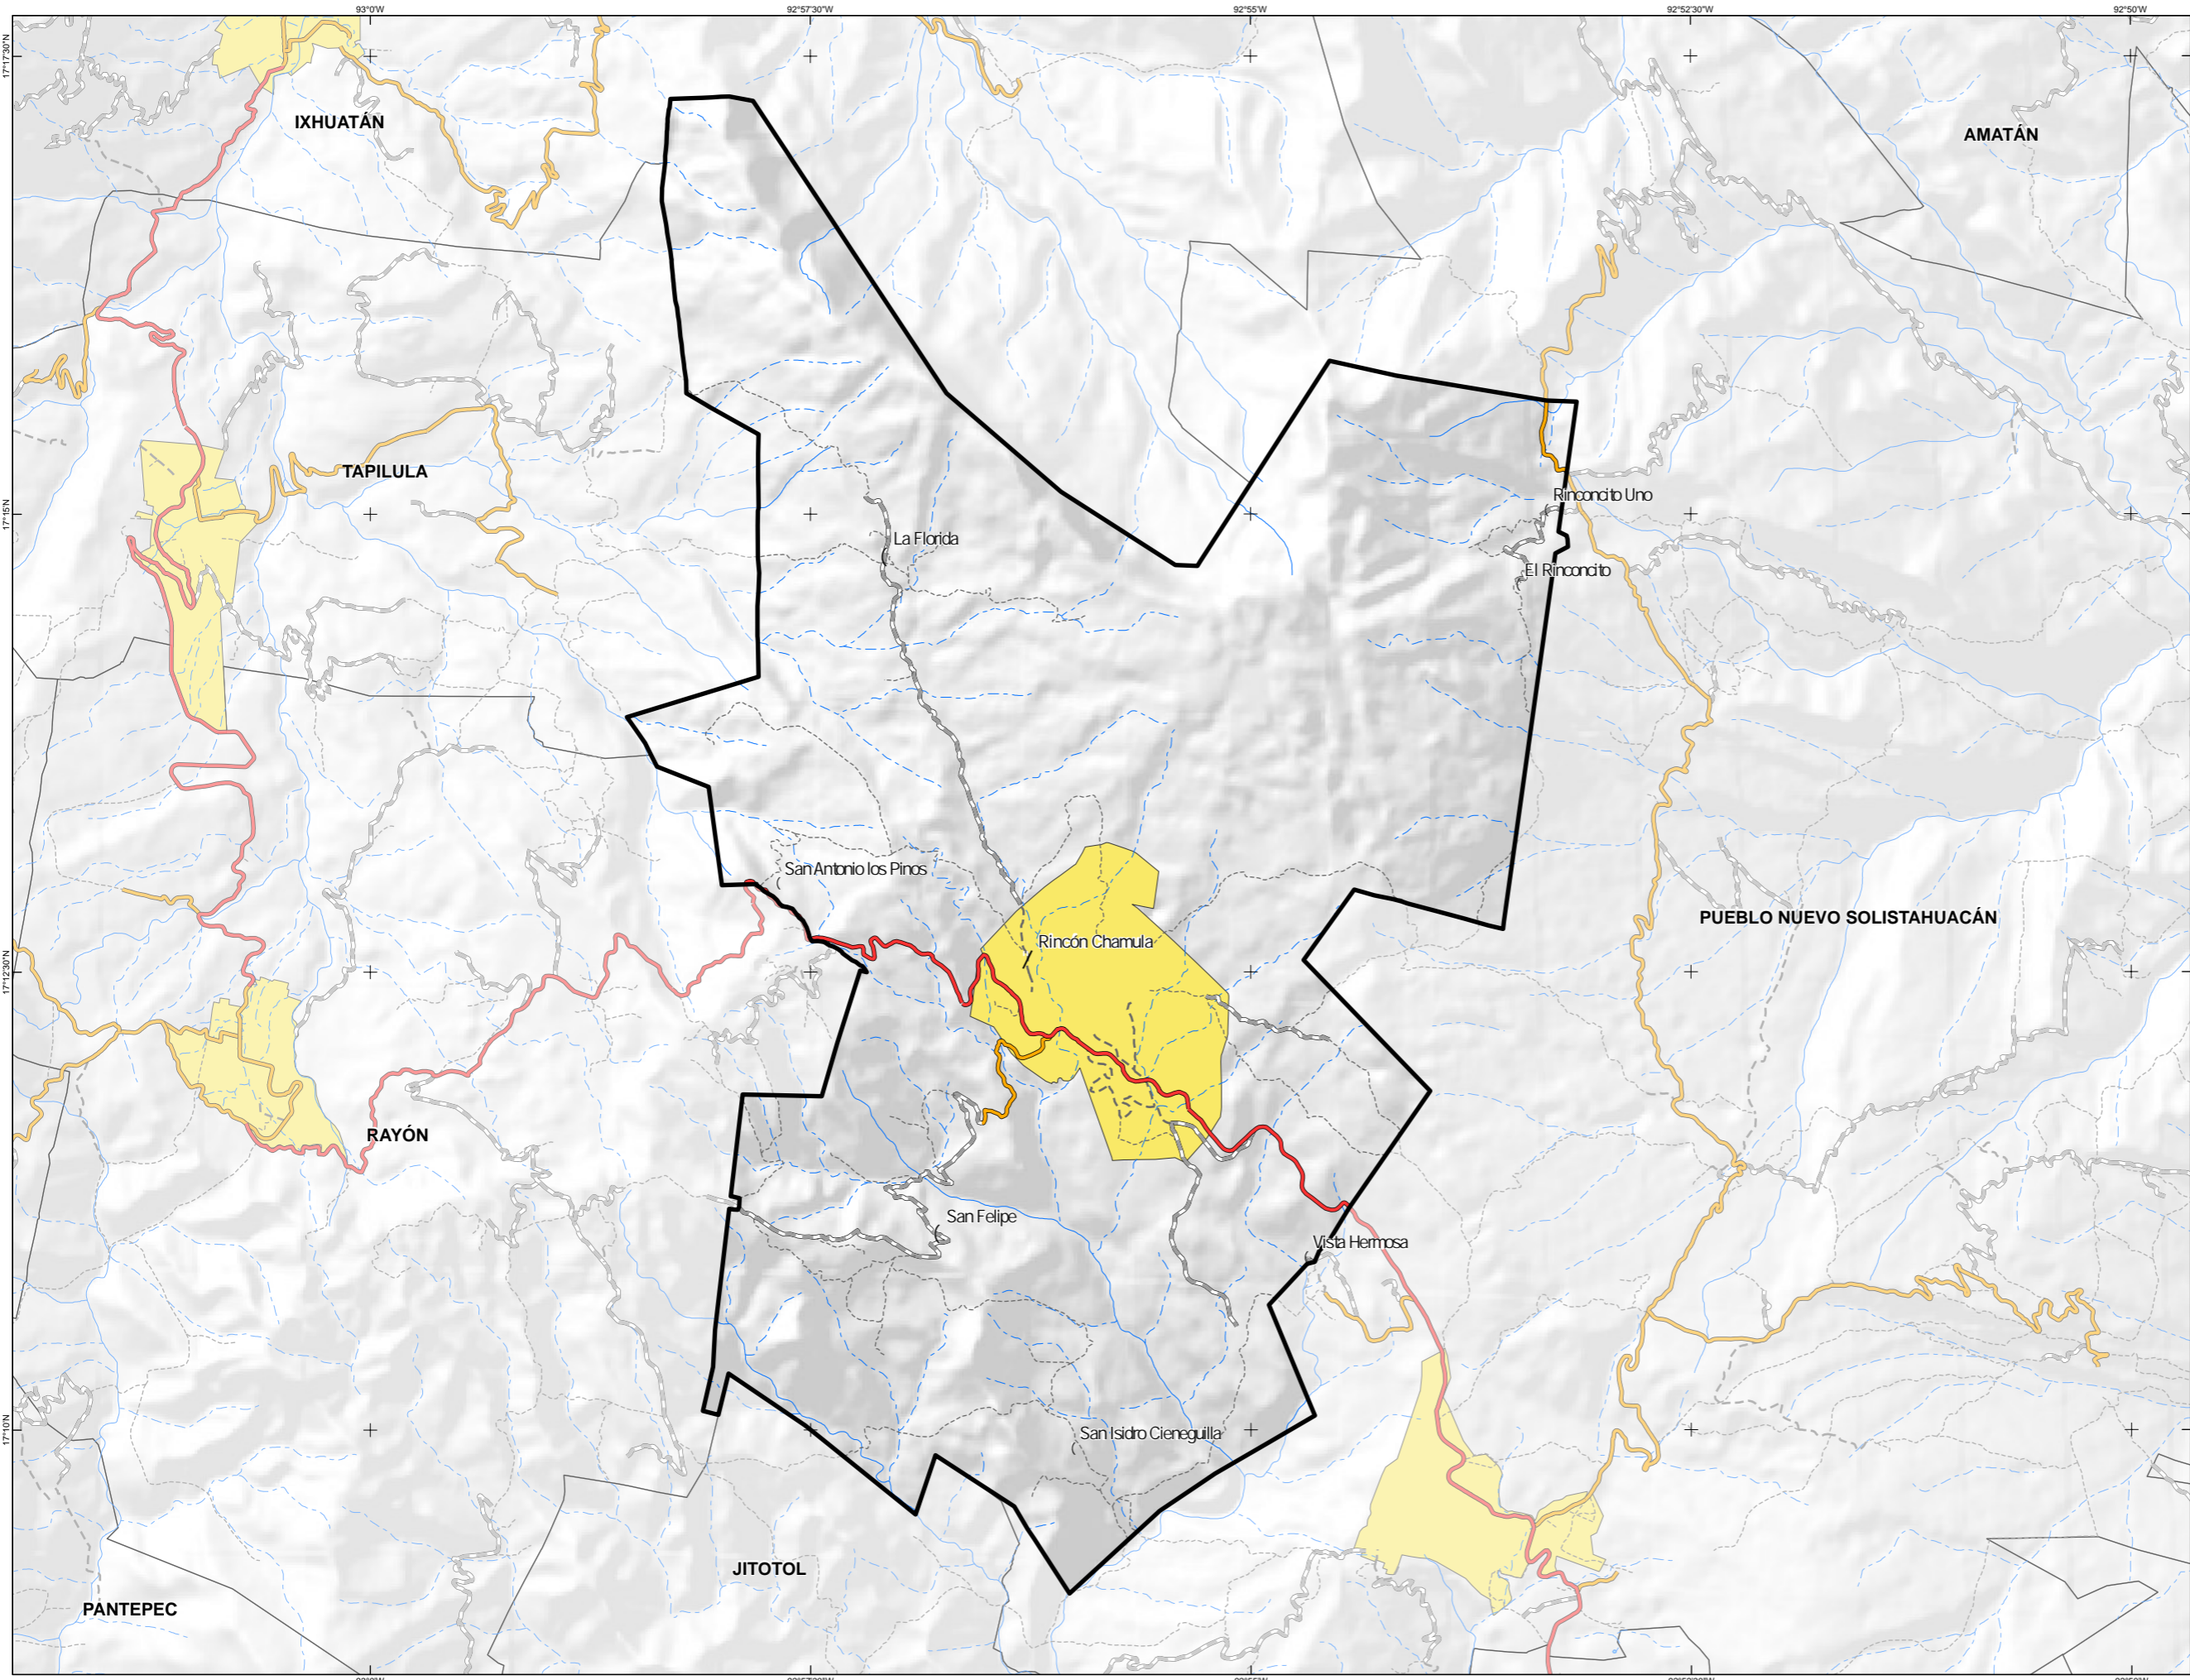 93°0'W
92°57'30"W
92°55'W
92°52'30"W
92°50'W
17°17'30"N
IXHUATÁN
AMATÁN
TAPILULA
17°15'N
Rinconcito Uno
La Florida
El Rinconcito
San Antonio los Pinos
PUEBLO NUEVO SOLISTAHUACÁN
Rincón Chamula
17°12'30"N
RAYÓN
San Felipe
Vista Hermosa
17°10'N
San Isidro Cieneguilla
JITOTOL
PANTEPEC